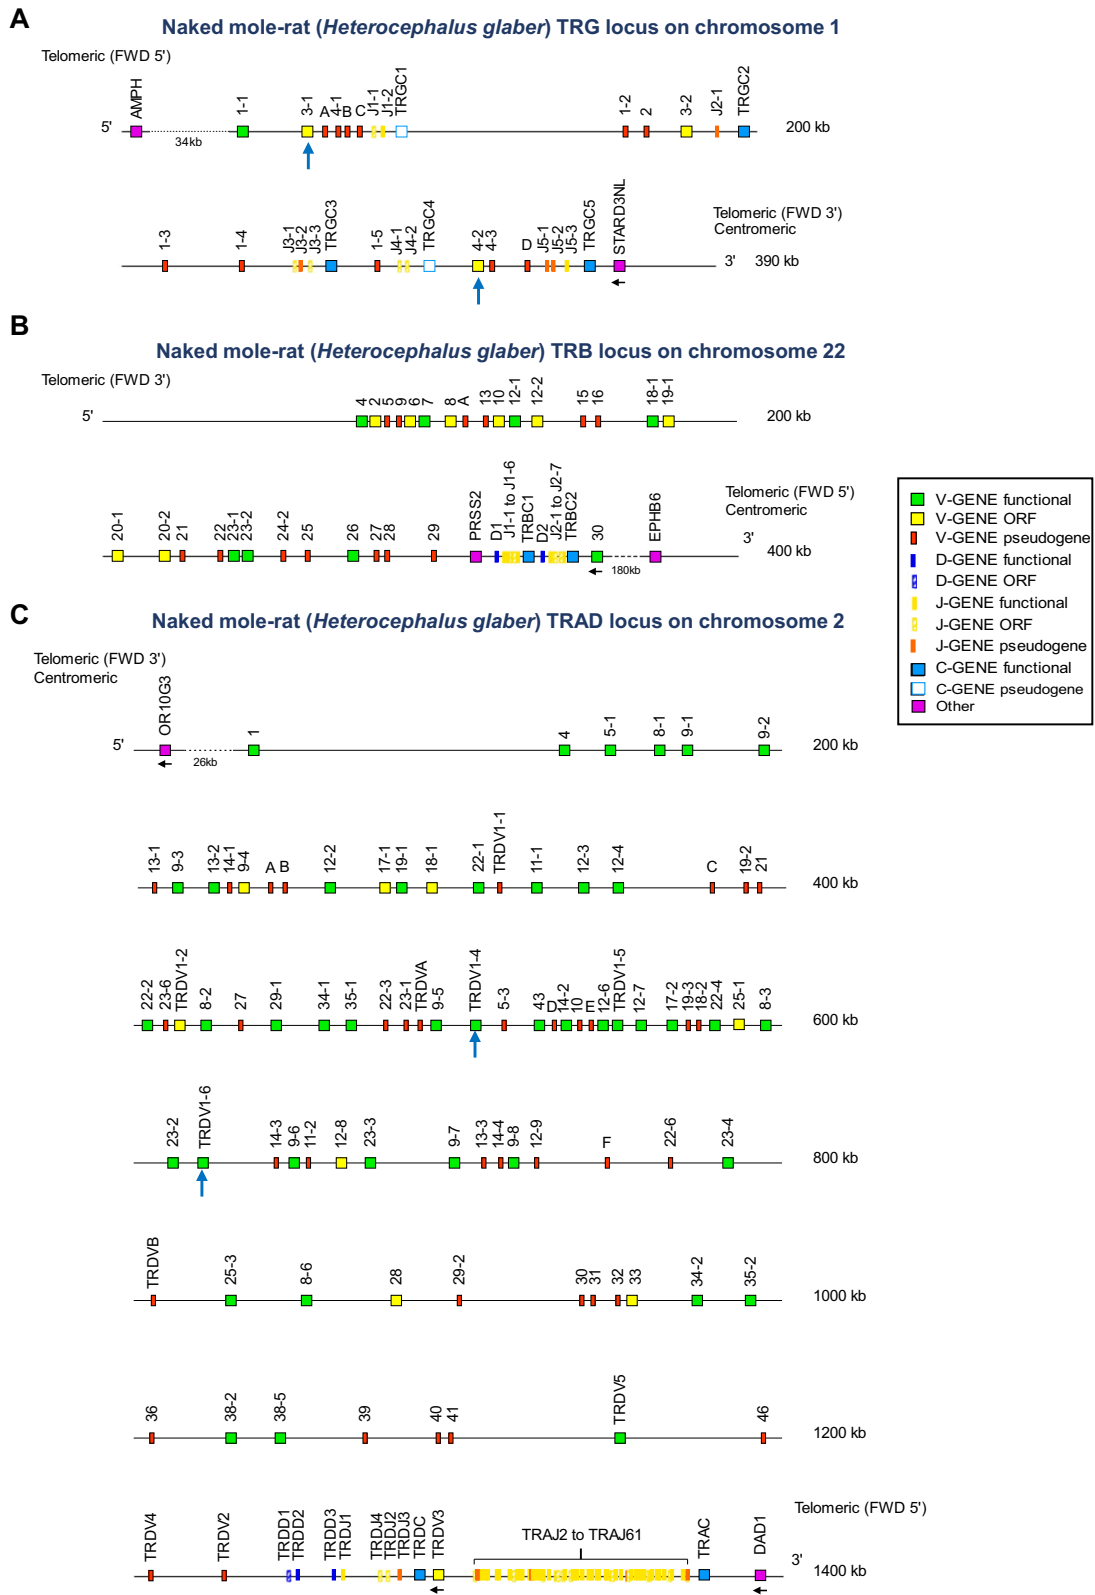 A
Naked mole-rat (Heterocephalus glaber) TRG locus on chromosome 1
Telomeric (FWD 5')
AMPH 1-1 3-1 A 4-1 B C J1-1 J1-2 TRGC1 1-2 2 3-2 J2-1 TRGC2
5' 200 kb
34kb
1-3 1-4 J3-1 J3-2 J3-3 TRGC3 1-5 J4-1 J4-2 TRGC4 4-2 4-3 D J5-1 J5-2 J5-3 TRGC5 STARD3NL
Telomeric (FWD 3')
Centromeric
3' 390 kb
B
Naked mole-rat (Heterocephalus glaber) TRB locus on chromosome 22
Telomeric (FWD 3')
4 2 5 9 6 7 8 A 13 10 12-1 12-2 15 16 18-1 19-1
5' 200 kb
20-1 20-2 21 22 23-1 23-2 24-2 25 26 27 28 29 PRSS2 D1 J1-1 to J1-6 TRBC1 D2 J2-1 to J2-7 TRBC2 30 EPHB6
Telomeric (FWD 5')
Centromeric
3'
400 kb
180kb
V-GENE functional
V-GENE ORF
V-GENE pseudogene
D-GENE functional
D-GENE ORF
J-GENE functional
J-GENE ORF
J-GENE pseudogene
C-GENE functional
C-GENE pseudogene
Other
C
Naked mole-rat (Heterocephalus glaber) TRAD locus on chromosome 2
Telomeric (FWD 3')
Centromeric
OR10G3 1 4 5-1 8-1 9-1 9-2
5' 200 kb
26kb
13-1 9-3 13-2 14-1 9-4 A B 12-2 17-1 19-1 18-1 22-1 TRDV1-1 11-1 12-3 12-4 C 19-2 21
400 kb
22-2 23-6 TRDV1-2 8-2 27 29-1 34-1 35-1 22-3 23-1 TRDVA 9-5 TRDV1-4 5-3 43 D 14-2 10 E 12-6 TRDV1-5 12-7 17-2 19-3 18-2 22-4 25-1 8-3
600 kb
23-2 TRDV1-6 14-3 9-6 11-2 12-8 23-3 9-7 13-3 14-4 9-8 12-9 F 22-6 23-4
800 kb
TRDVB 25-3 8-6 28 29-2 30 31 32 33 34-2 35-2
1000 kb
36 38-2 38-5 39 40 41 TRDV5 46
1200 kb
TRDV4 TRDV2 TRDD1 TRDD2 TRDD3 TRDJ1 TRDJ4 TRDJ2 TRDJ3 TRDC TRDV3 TRAJ2 to TRAJ61 TRAC DAD1
Telomeric (FWD 5')
3'
1400 kb